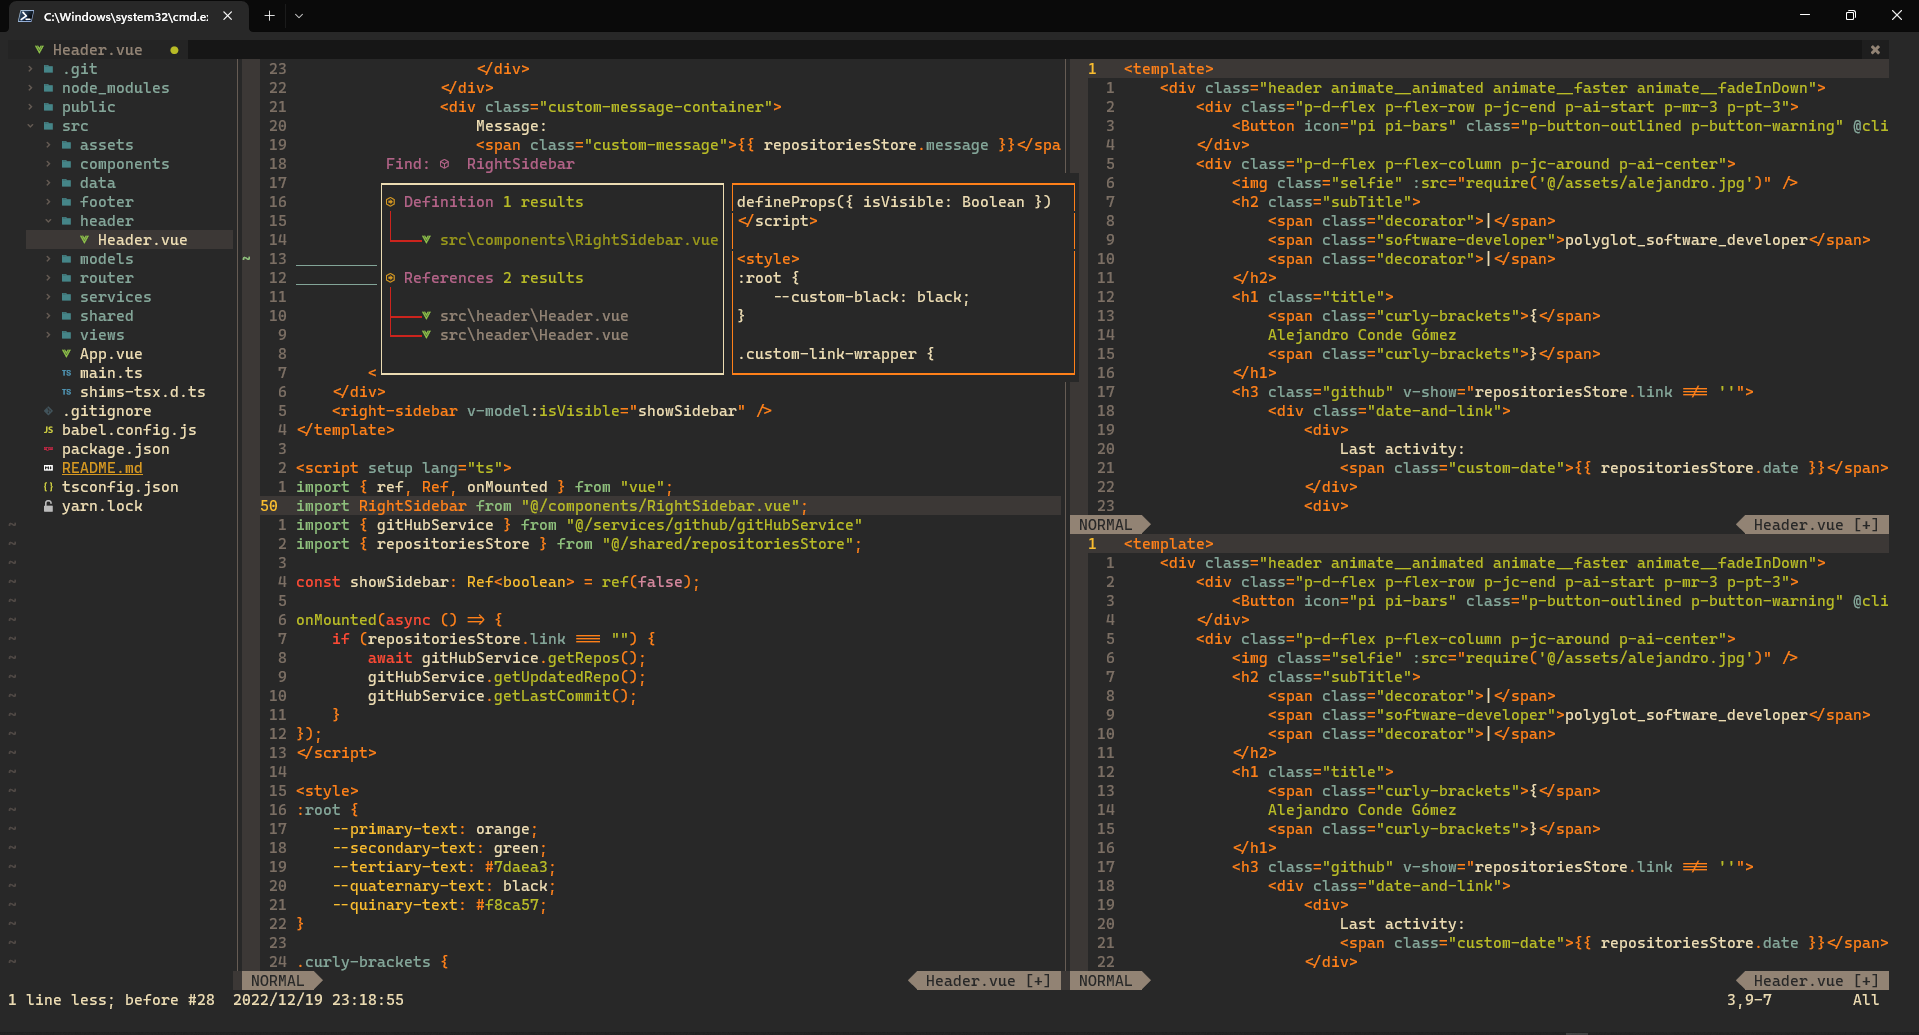 C:\Windows\system32\cmd.e:
Header.vue
.git
node_modules
public
src
assets
components
data
footer
header
Header.vue
models
router
services
shared
views
App.vue
TS main.ts
TS shims-tsx.d.ts
.gitignore
JS babel.config.js
package.json
README.md
{} tsconfig.json
yarn.lock
23 </div>
22 </div>
21 <div class="custom-message-container">
20 Message:
19 <span class="custom-message">{{ repositoriesStore.message }}</spa
18
17
16
15
14
~ 13
12
11
10
9
8
7 <
6 </div>
5 <right-sidebar v-model:isVisible="showSidebar" />
4 </template>
3
2 <script setup lang="ts">
1 import { ref, Ref, onMounted } from "vue";
50 import RightSidebar from "@/components/RightSidebar.vue";
1 import { gitHubService } from "@/services/github/gitHubService"
2 import { repositoriesStore } from "@/shared/repositoriesStore";
3
4 const showSidebar: Ref<boolean> = ref(false);
5
6 onMounted(async () => {
7 if (repositoriesStore.link === "") {
8 await gitHubService.getRepos();
9 gitHubService.getUpdatedRepo();
10 gitHubService.getLastCommit();
11 }
12 });
13 </script>
14
15 <style>
16 :root {
17 --primary-text: orange;
18 --secondary-text: green;
19 --tertiary-text: #7daea3;
20 --quaternary-text: black;
21 --quinary-text: #f8ca57;
22 }
23
24 .curly-brackets {
NORMAL Header.vue [+]
Find: RightSidebar
Definition 1 results
src\components\RightSidebar.vue
References 2 results
src\header\Header.vue
src\header\Header.vue
defineProps({ isVisible: Boolean })
</script>
<style>
:root {
--custom-black: black;
}
.custom-link-wrapper {
1 <template>
1 <div class="header animate__animated animate__faster animate__fadeInDown">
2 <div class="p-d-flex p-flex-row p-jc-end p-ai-start p-mr-3 p-pt-3">
3 <Button icon="pi pi-bars" class="p-button-outlined p-button-warning" @cli
4 </div>
5 <div class="p-d-flex p-flex-column p-jc-around p-ai-center">
6 <img class="selfie" :src="require('@/assets/alejandro.jpg')" />
7 <h2 class="subTitle">
8 <span class="decorator">|</span>
9 <span class="software-developer">polyglot_software_developer</span>
10 <span class="decorator">|</span>
11 </h2>
12 <h1 class="title">
13 <span class="curly-brackets">{</span>
14 Alejandro Conde Gómez
15 <span class="curly-brackets">}</span>
16 </h1>
17 <h3 class="github" v-show="repositoriesStore.link !== ''">
18 <div class="date-and-link">
19 <div>
20 Last activity:
21 <span class="custom-date">{{ repositoriesStore.date }}</span>
22 </div>
23 <div>
NORMAL Header.vue [+]
1 <template>
1 <div class="header animate__animated animate__faster animate__fadeInDown">
2 <div class="p-d-flex p-flex-row p-jc-end p-ai-start p-mr-3 p-pt-3">
3 <Button icon="pi pi-bars" class="p-button-outlined p-button-warning" @cli
4 </div>
5 <div class="p-d-flex p-flex-column p-jc-around p-ai-center">
6 <img class="selfie" :src="require('@/assets/alejandro.jpg')" />
7 <h2 class="subTitle">
8 <span class="decorator">|</span>
9 <span class="software-developer">polyglot_software_developer</span>
10 <span class="decorator">|</span>
11 </h2>
12 <h1 class="title">
13 <span class="curly-brackets">{</span>
14 Alejandro Conde Gómez
15 <span class="curly-brackets">}</span>
16 </h1>
17 <h3 class="github" v-show="repositoriesStore.link !== ''">
18 <div class="date-and-link">
19 <div>
20 Last activity:
21 <span class="custom-date">{{ repositoriesStore.date }}</span>
22 </div>
NORMAL Header.vue [+]
1 line less; before #28 2022/12/19 23:18:55 3,9-7 All